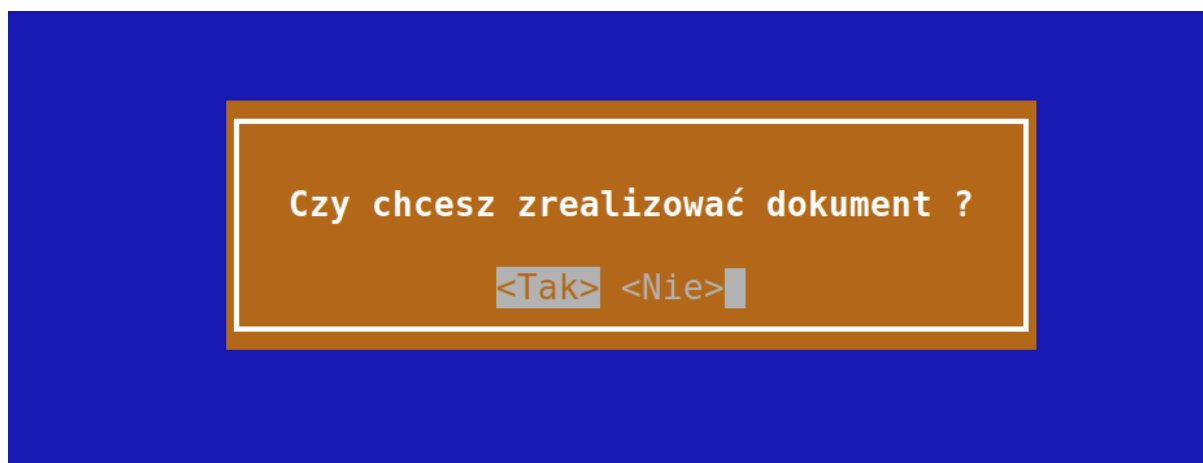 Czy chcesz zrealizować dokument ?
<Tak> <Nie>